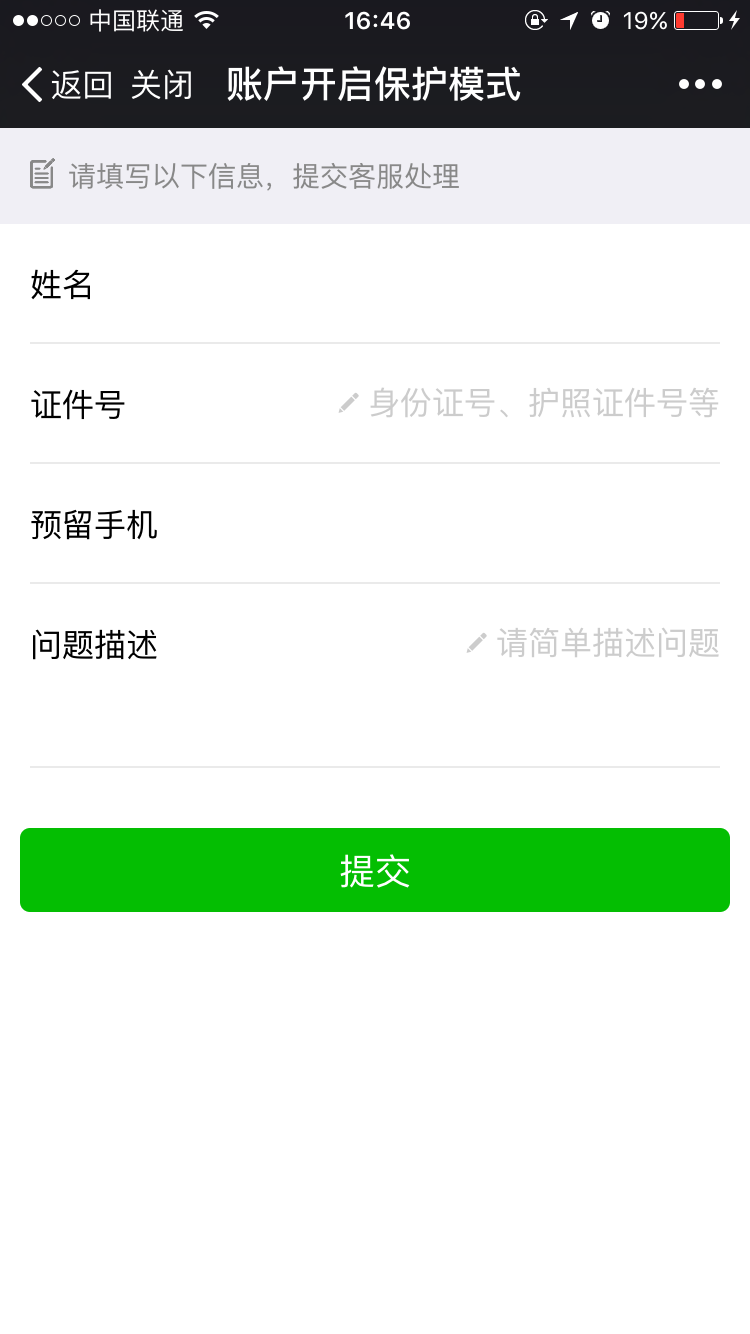 中国联通 16:46 19%
返回 关闭 账户开启保护模式
请填写以下信息，提交客服处理
姓名
证件号 身份证号、护照证件号等
预留手机
问题描述 请简单描述问题
提交